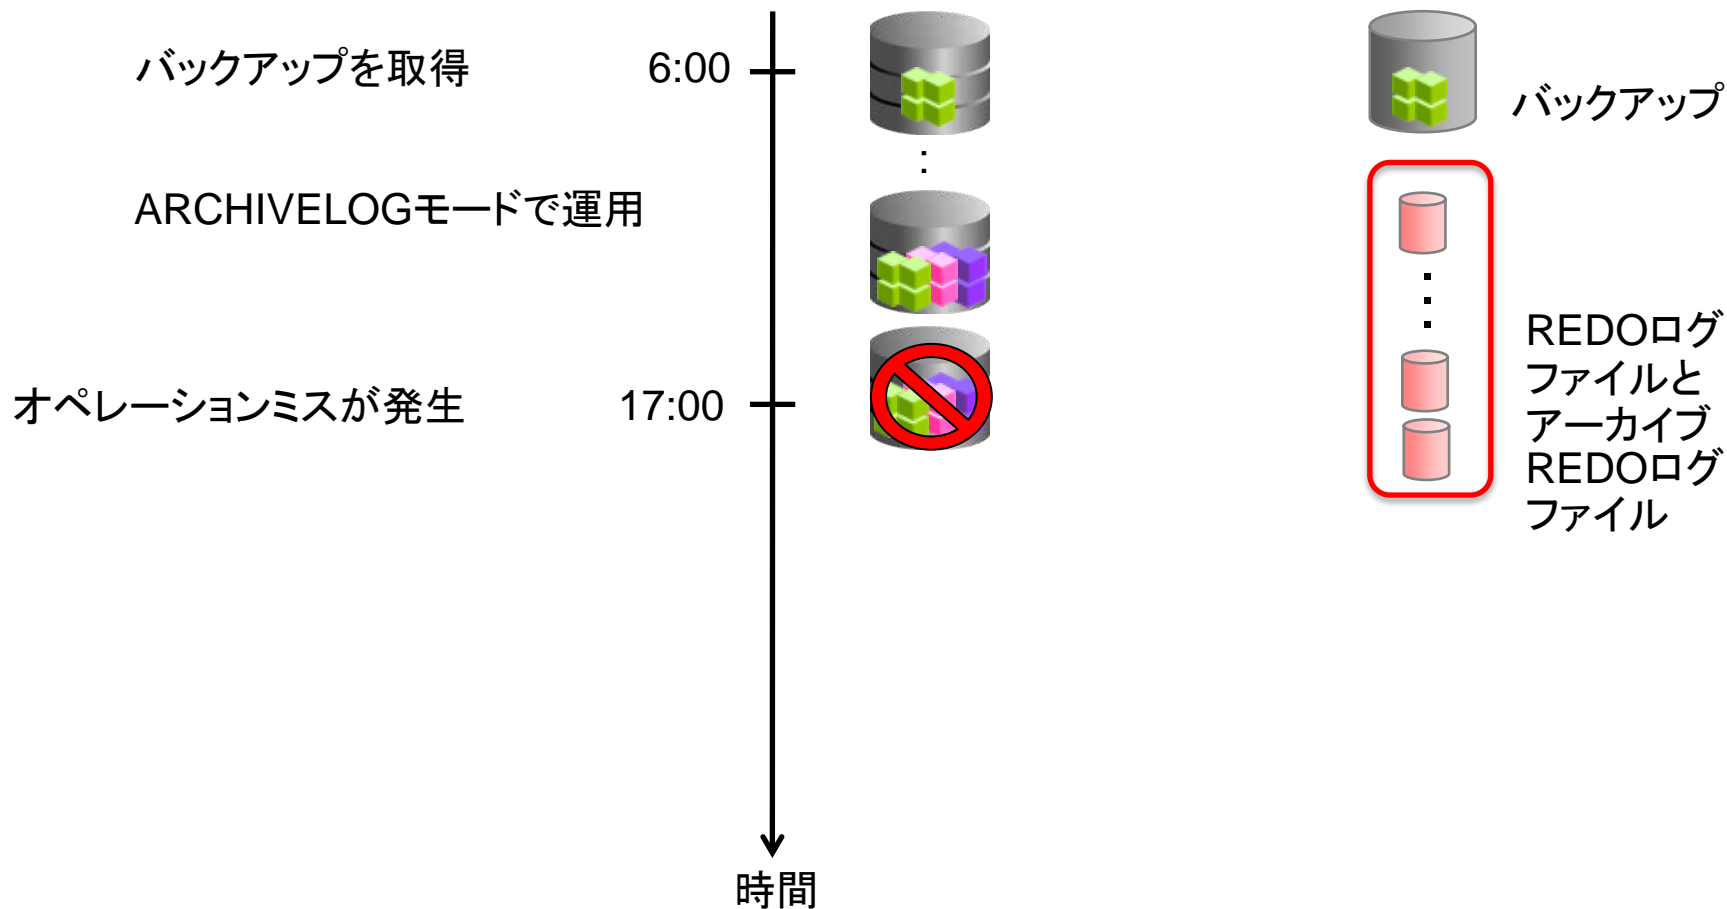 バックアップを取得
6:00
バックアップ
ARCHIVELOGモードで運用
REDOログ
ファイルと
アーカイブ
REDOログ
ファイル
オペレーションミスが発生
17:00
時間